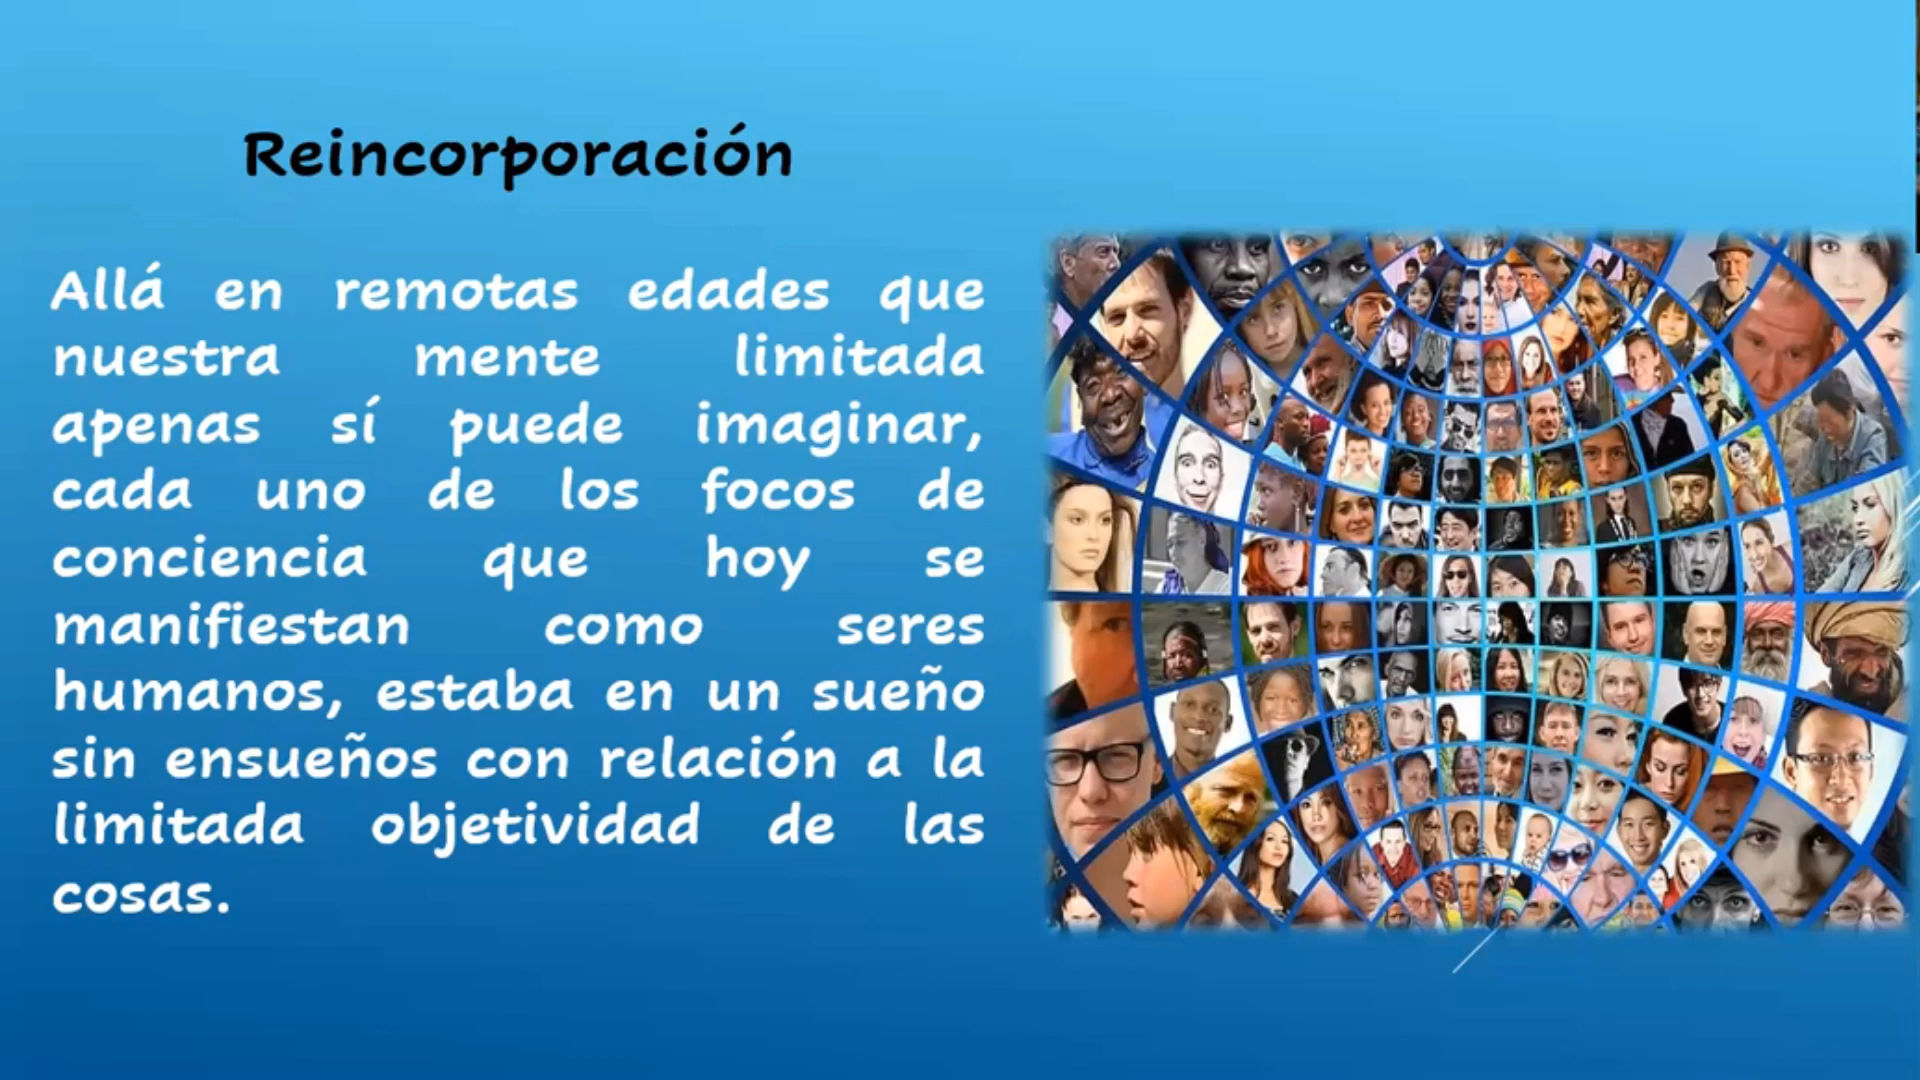 Reincorporación
Allá en remotas edades que
nuestra mente limitada
apenas sí puede imaginar,
cada uno de los focos de
conciencia que hoy se
manifiestan como seres
humanos, estaba en un sueño
sin ensueños con relación a la
limitada objetividad de las
cosas.